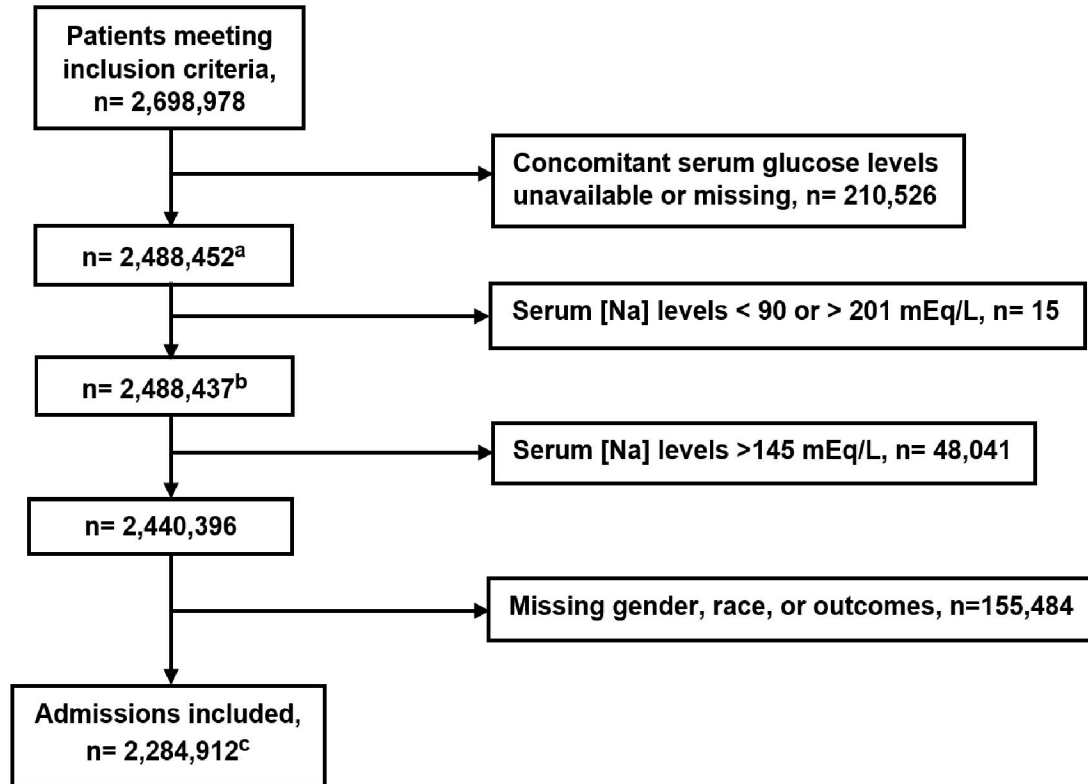 Patients meeting
inclusion criteria,
n= 2,698,978
Concomitant serum glucose levels
unavailable or missing, n= 210,526
n= 2,488,452ᵃ
Serum [Na] levels < 90 or > 201 mEq/L, n= 15
n= 2,488,437ᵇ
Serum [Na] levels >145 mEq/L, n= 48,041
n= 2,440,396
Missing gender, race, or outcomes, n=155,484
Admissions included,
n= 2,284,912ᶜ